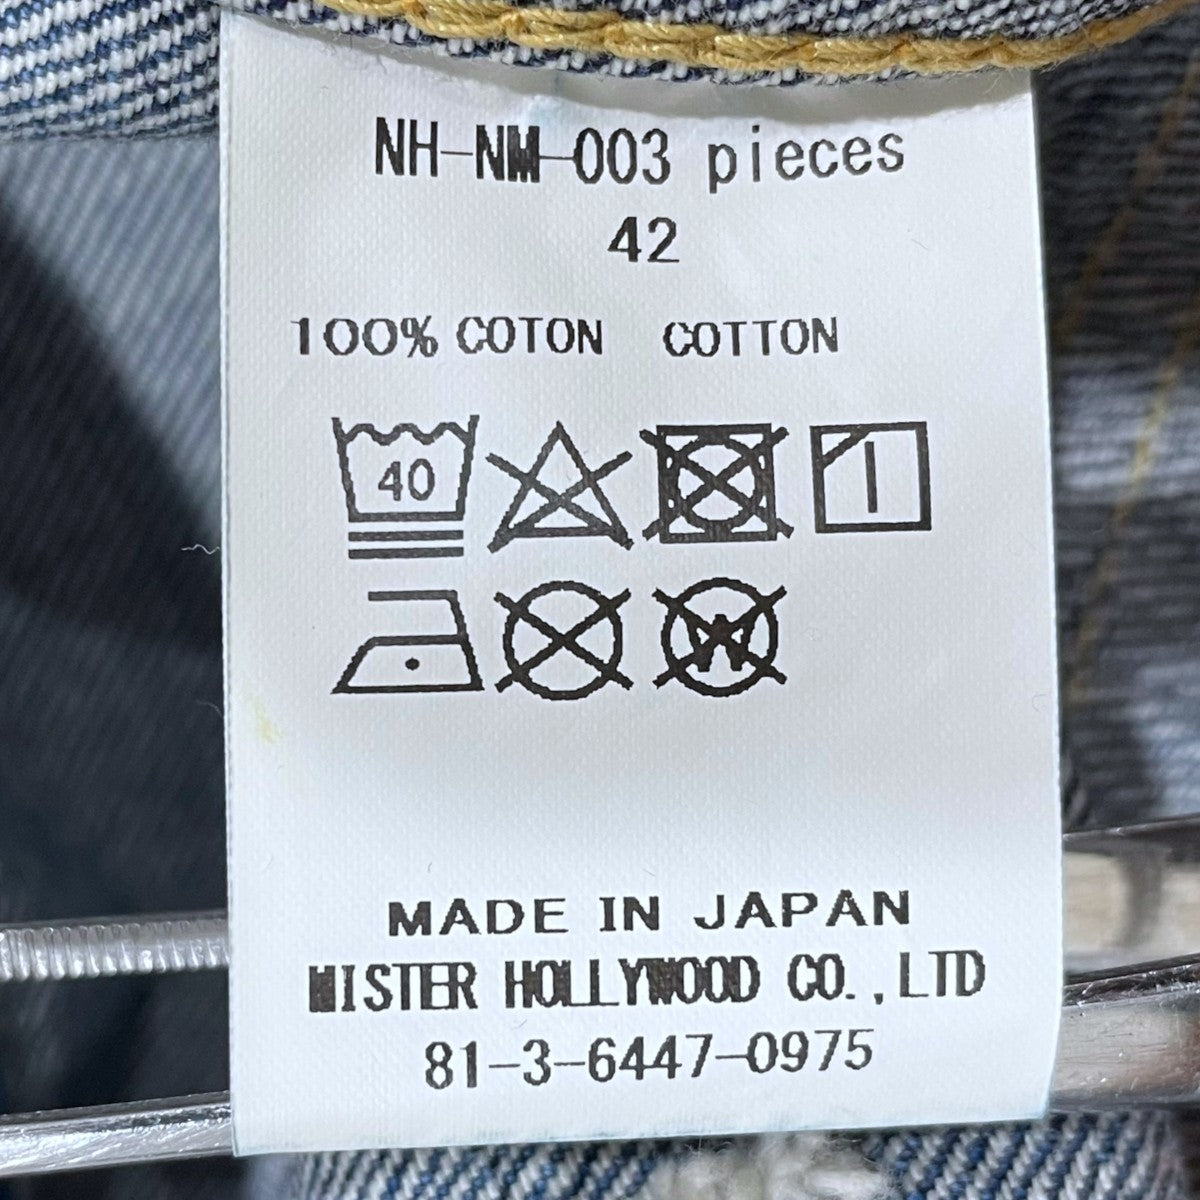 NH-NM-003 pieces
42
100% COTON COTTON
40
W
MADE IN JAPAN
MISTER HOLLYWOOD CO.,LTD
81-3-6447-0975